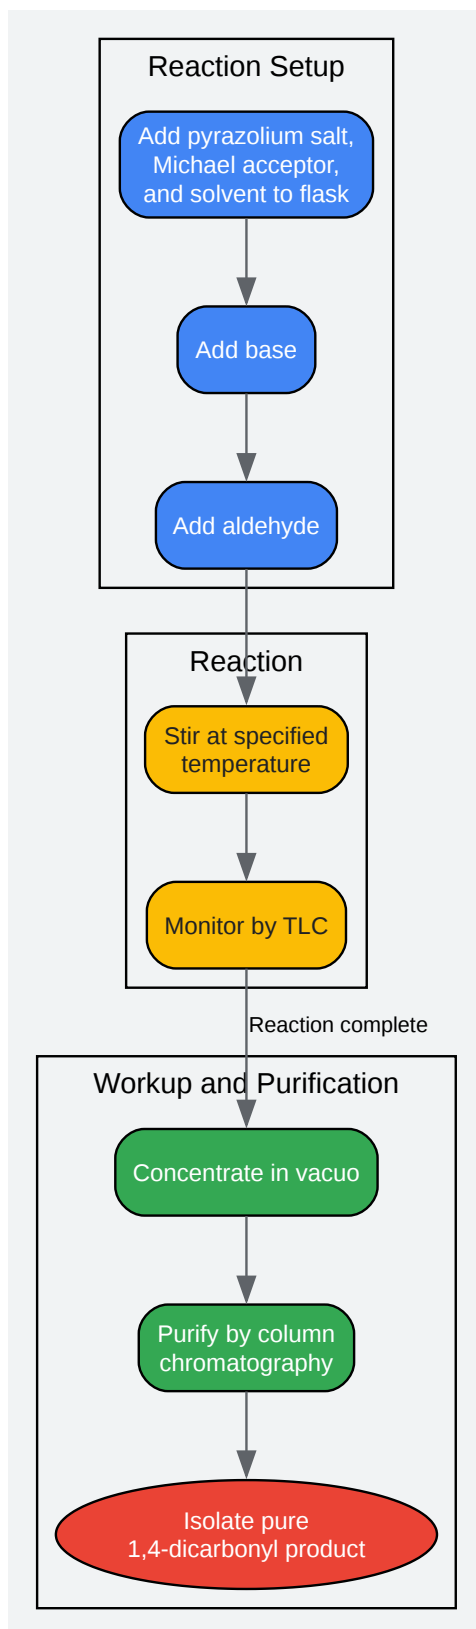 Reaction Setup
Add pyrazolium salt,
Michael acceptor,
and solvent to flask
Add base
Add aldehyde
Reaction
Stir at specified
temperature
Monitor by TLC
Reaction complete
Workup and Purification
Concentrate in vacuo
Purify by column
chromatography
Isolate pure
1,4-dicarbonyl product